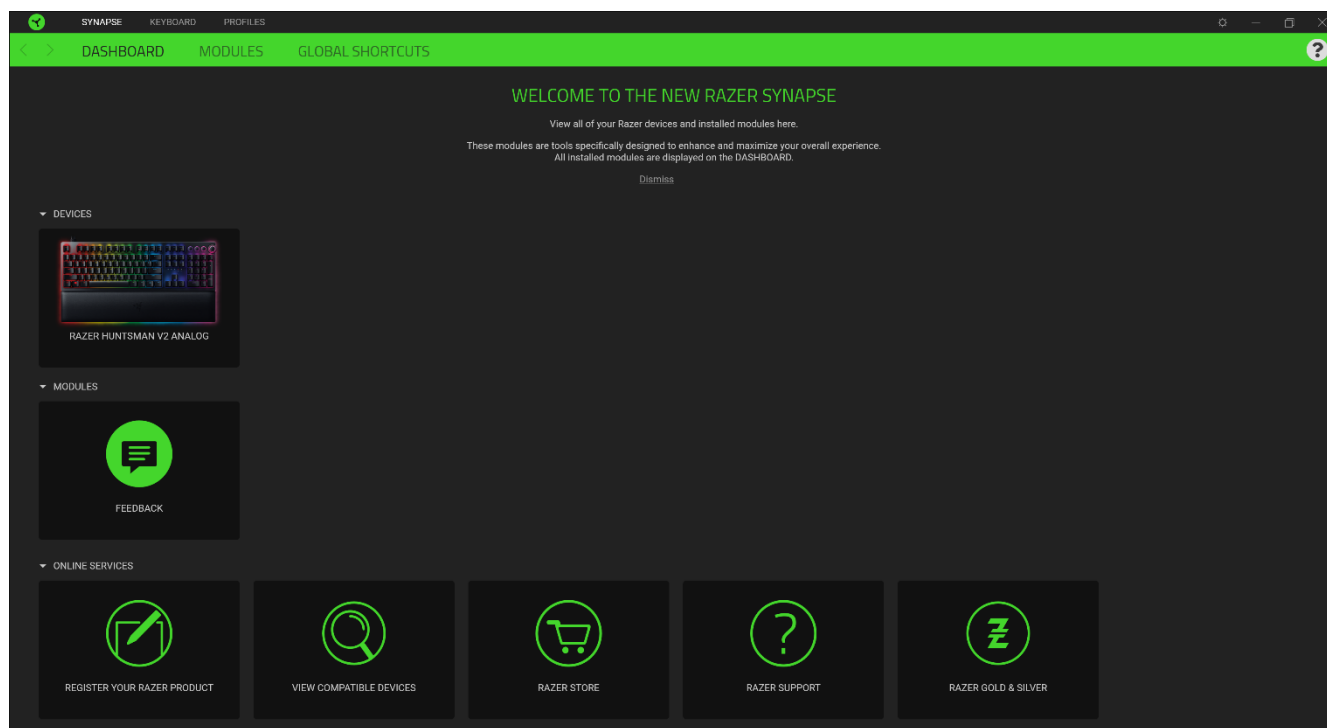 SYNAPSE KEYBOARD PROFILES
DASHBOARD MODULES GLOBAL SHORTCUTS
?
WELCOME TO THE NEW RAZER SYNAPSE
View all of your Razer devices and installed modules here.
These modules are tools specifically designed to enhance and maximize your overall experience.
All installed modules are displayed on the DASHBOARD.
Dismiss
DEVICES
RAZER HUNTSMAN V2 ANALOG
MODULES
FEEDBACK
ONLINE SERVICES
REGISTER YOUR RAZER PRODUCT VIEW COMPATIBLE DEVICES RAZER STORE RAZER SUPPORT RAZER GOLD & SILVER